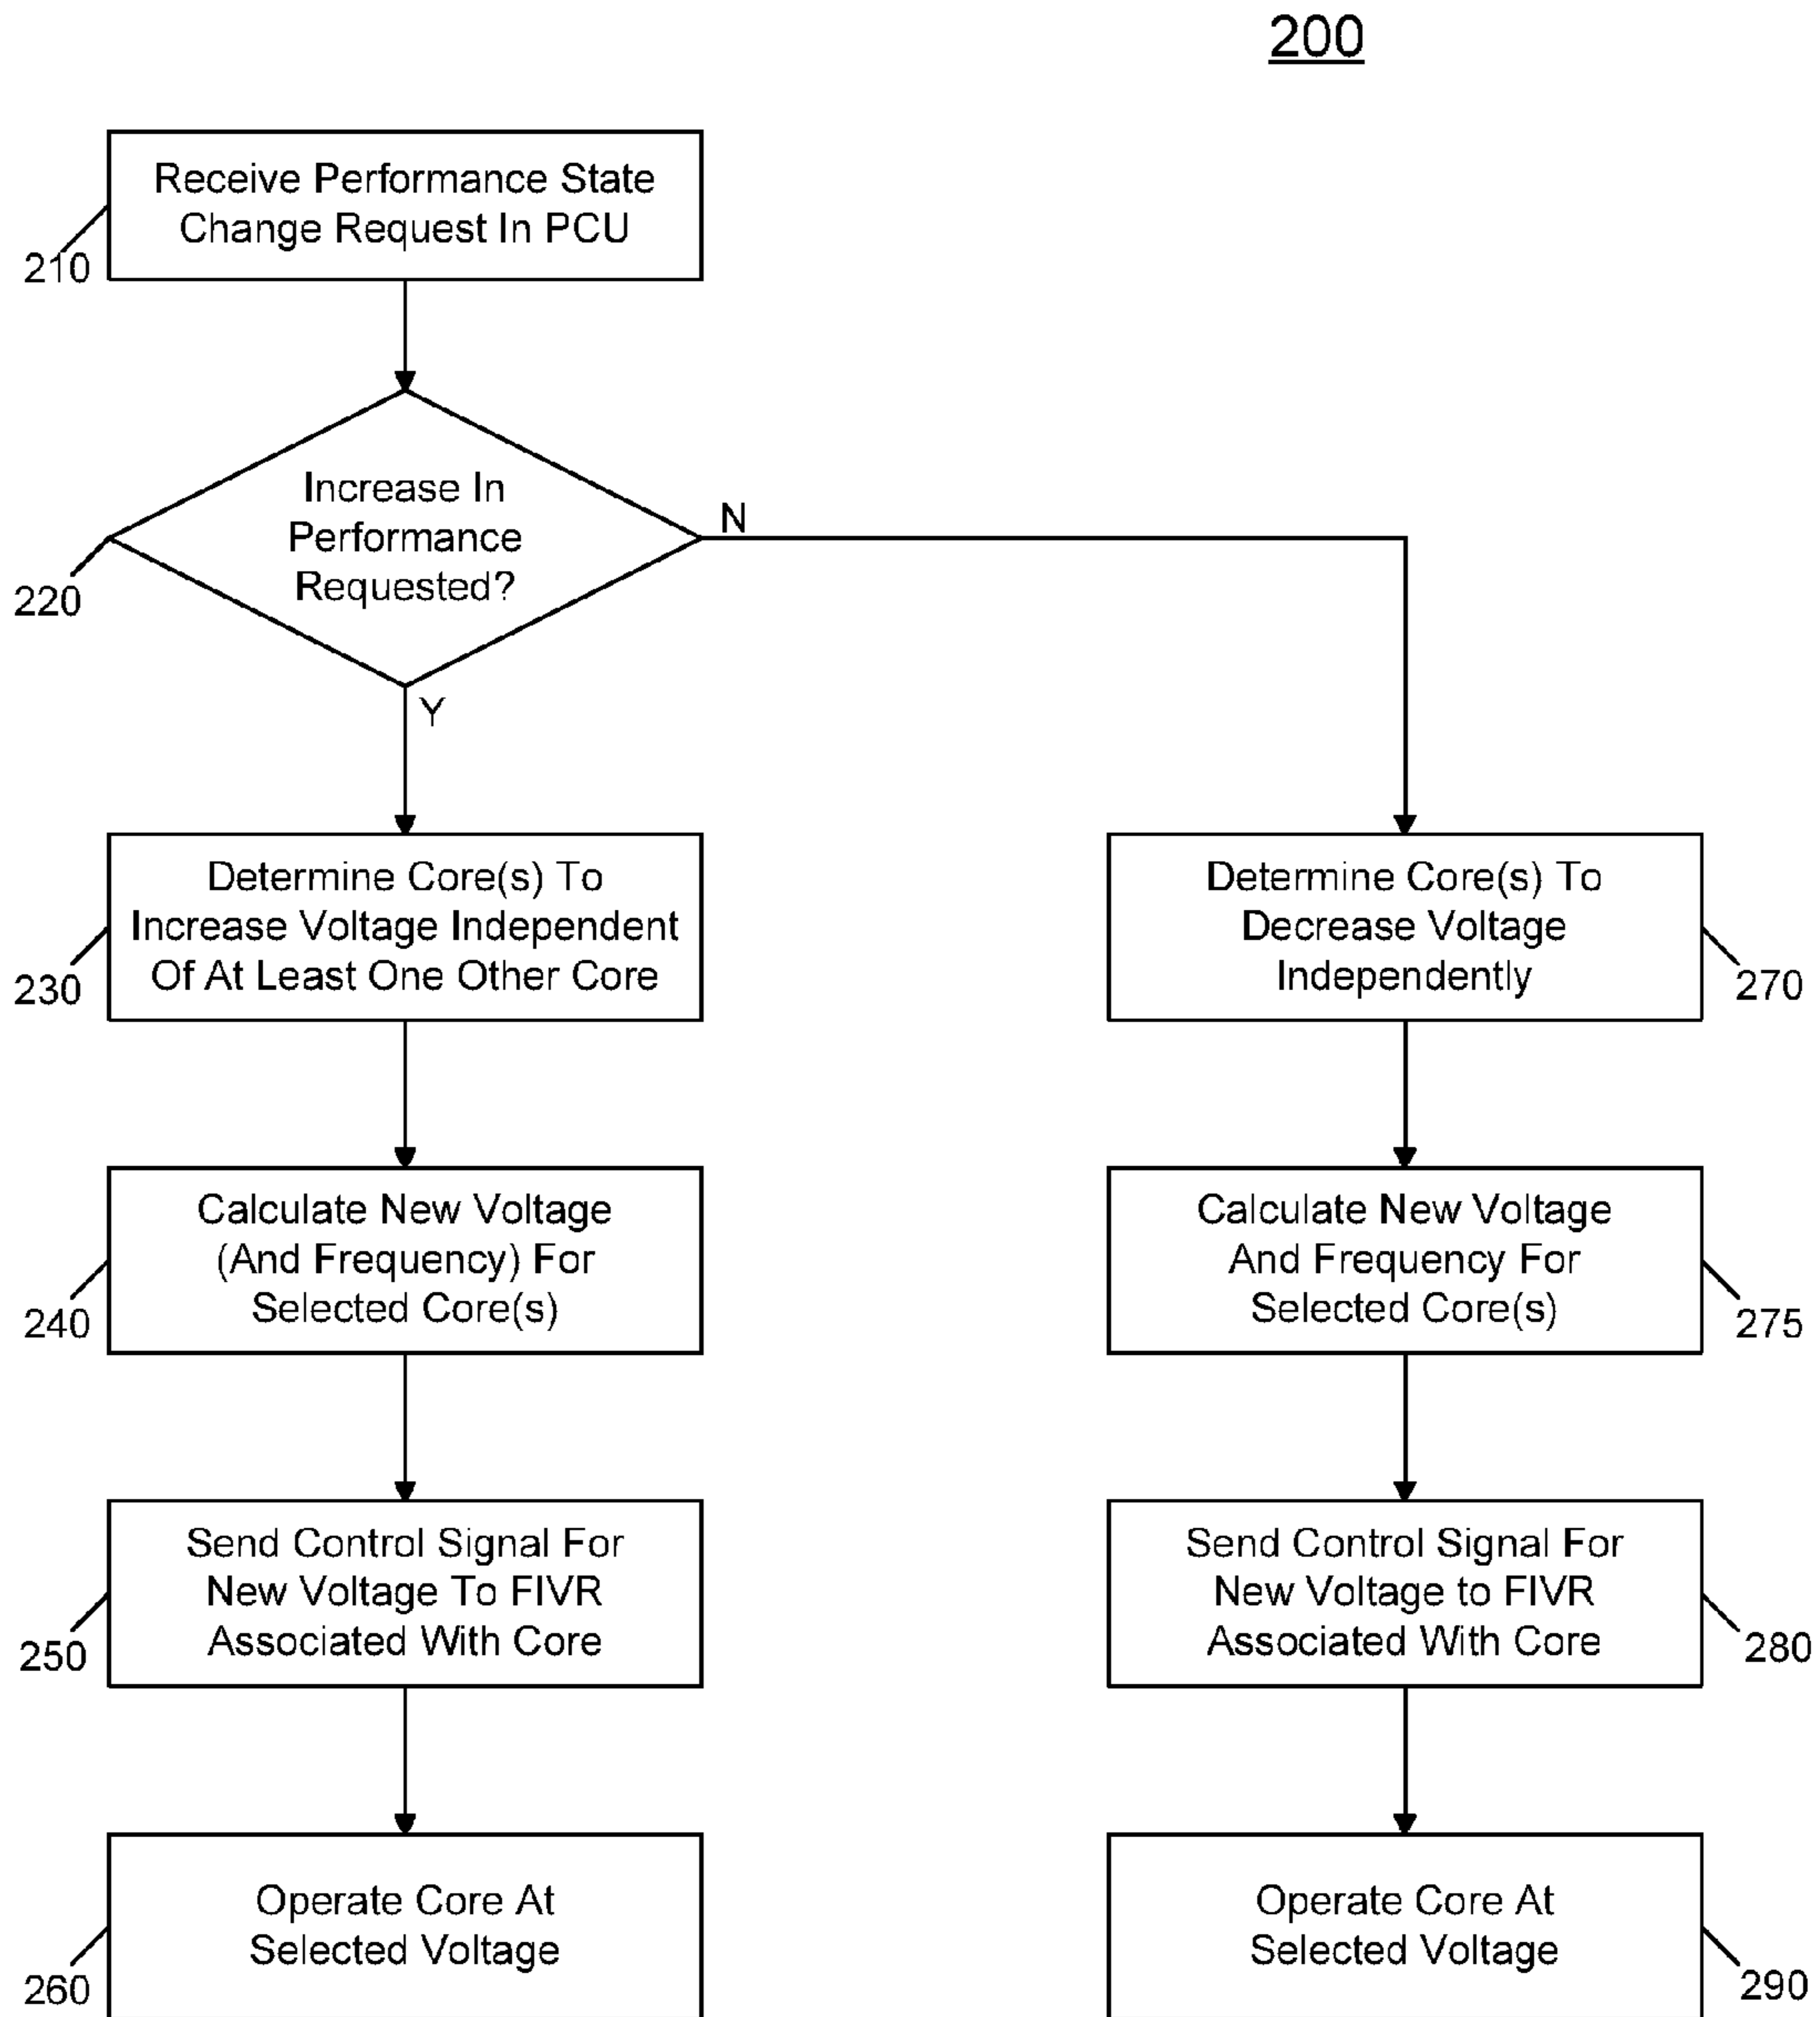 200
Receive Performance State
Change Request In PCU
210
Increase In
Performance
Requested?
220
N
Y
Determine Core(s) To
Increase Voltage Independent
Of At Least One Other Core
230
Determine Core(s) To
Decrease Voltage
Independently
270
Calculate New Voltage
(And Frequency) For
Selected Core(s)
240
Calculate New Voltage
And Frequency For
Selected Core(s)
275
Send Control Signal For
New Voltage To FIVR
Associated With Core
250
Send Control Signal For
New Voltage to FIVR
Associated With Core
280
Operate Core At
Selected Voltage
260
Operate Core At
Selected Voltage
290